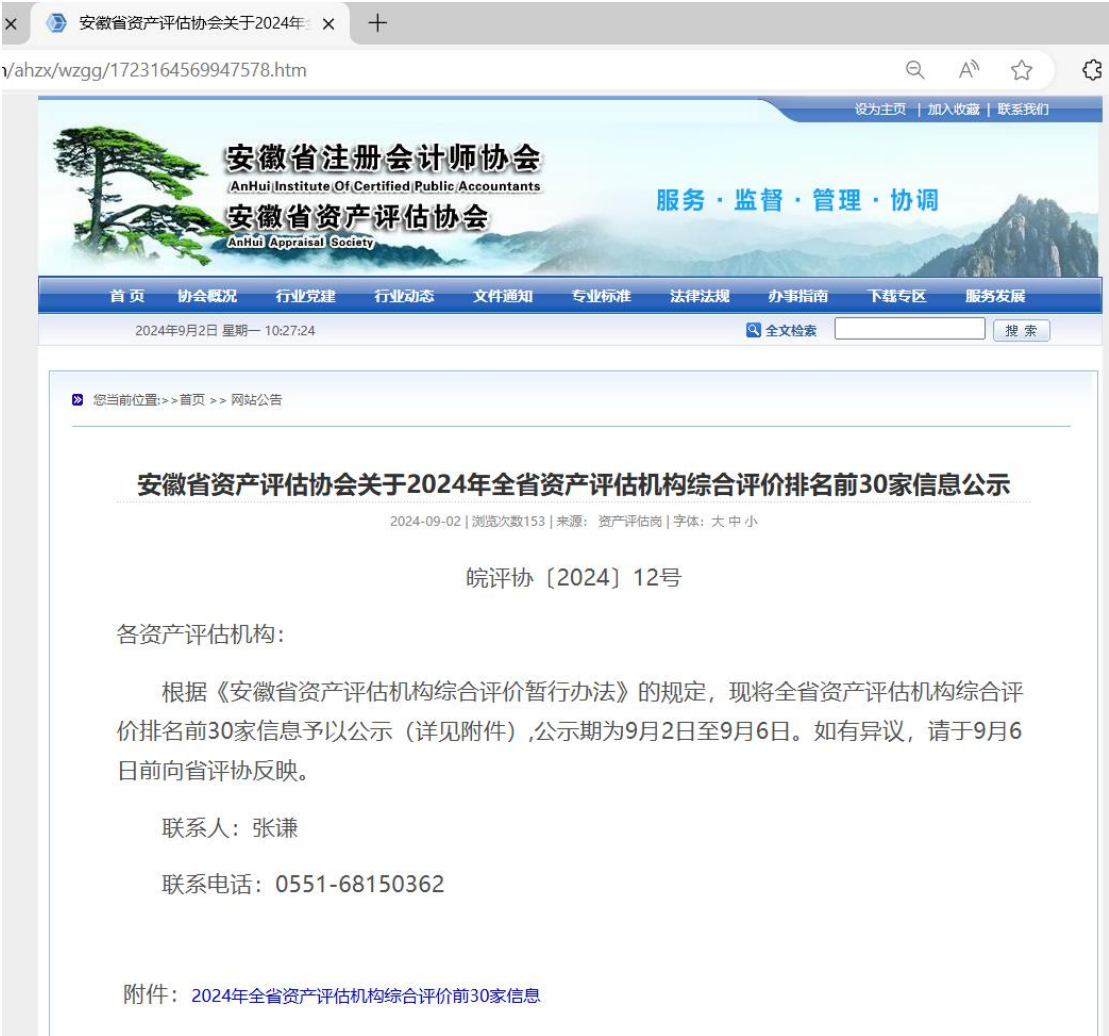 安徽省资产评估协会关于2024年
/ahzx/wzgg/1723164569947578.htm
设为主页 | 加入收藏 | 联系我们
安徽省注册会计师协会
AnHui Institute Of Certified Public Accountants
安徽省资产评估协会
AnHui Appraisal Society
服务·监督·管理·协调
首 页 协会概况 行业党建 行业动态 文件通知 专业标准 法律法规 办事指南 下载专区 服务发展
2024年9月2日 星期一 10:27:24 全文检索 搜 索
您当前位置:>>首页 >> 网站公告
安徽省资产评估协会关于2024年全省资产评估机构综合评价排名前30家信息公示
2024-09-02 | 浏览次数153 | 来源： 资产评估岗 | 字体：大 中 小
皖评协〔2024〕12号
各资产评估机构：
根据《安徽省资产评估机构综合评价暂行办法》的规定，现将全省资产评估机构综合评
价排名前30家信息予以公示（详见附件）,公示期为9月2日至9月6日。如有异议，请于9月6
日前向省评协反映。
联系人：张谦
联系电话：0551-68150362
附件：2024年全省资产评估机构综合评价前30家信息